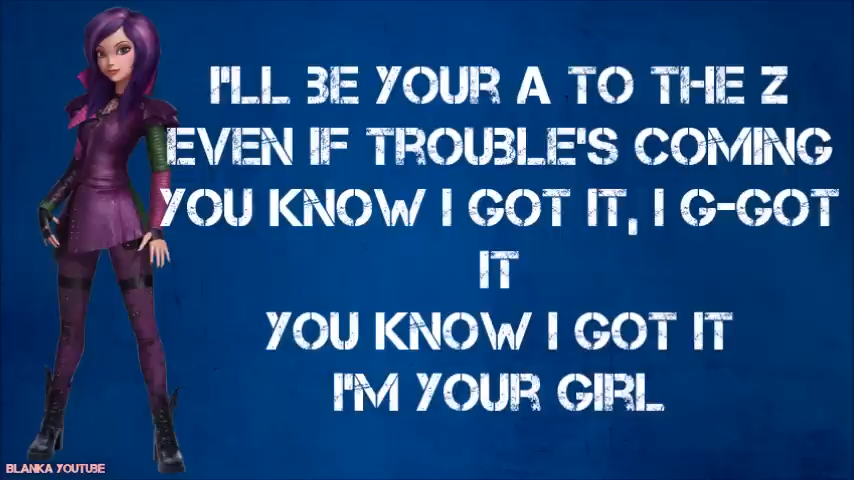 I'LL BE YOUR A TO THE Z
EVEN IF TROUBLE'S COMING
YOU KNOW I GOT IT, I G-GOT
IT
YOU KNOW I GOT IT
I'M YOUR GIRL
BLANKA YOUTUBE